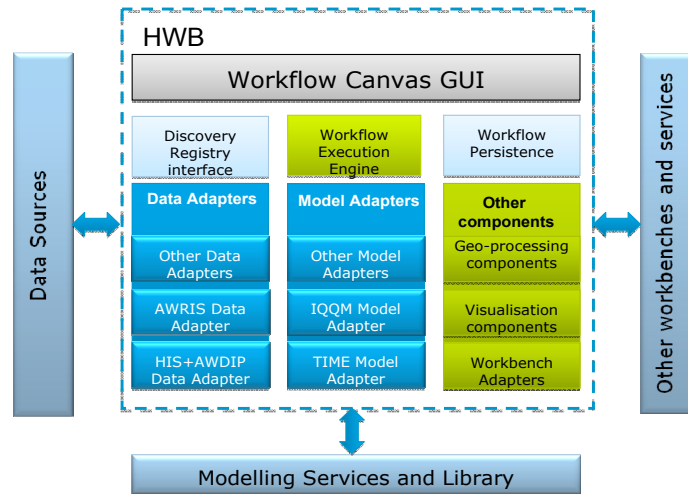 HWB
Workflow Canvas GUI
Discovery
Registry
interface
Workflow
Execution
Engine
Workflow
Persistence
Data Adapters
Model Adapters
Other
components
Other Data
Adapters
Other Model
Adapters
Geo-processing
components
AWRIS Data
Adapter
IQQM Model
Adapter
Visualisation
components
HIS+AWDIP
Data Adapter
TIME Model
Adapter
Workbench
Adapters
Data Sources
Other workbenches and services
Modelling Services and Library